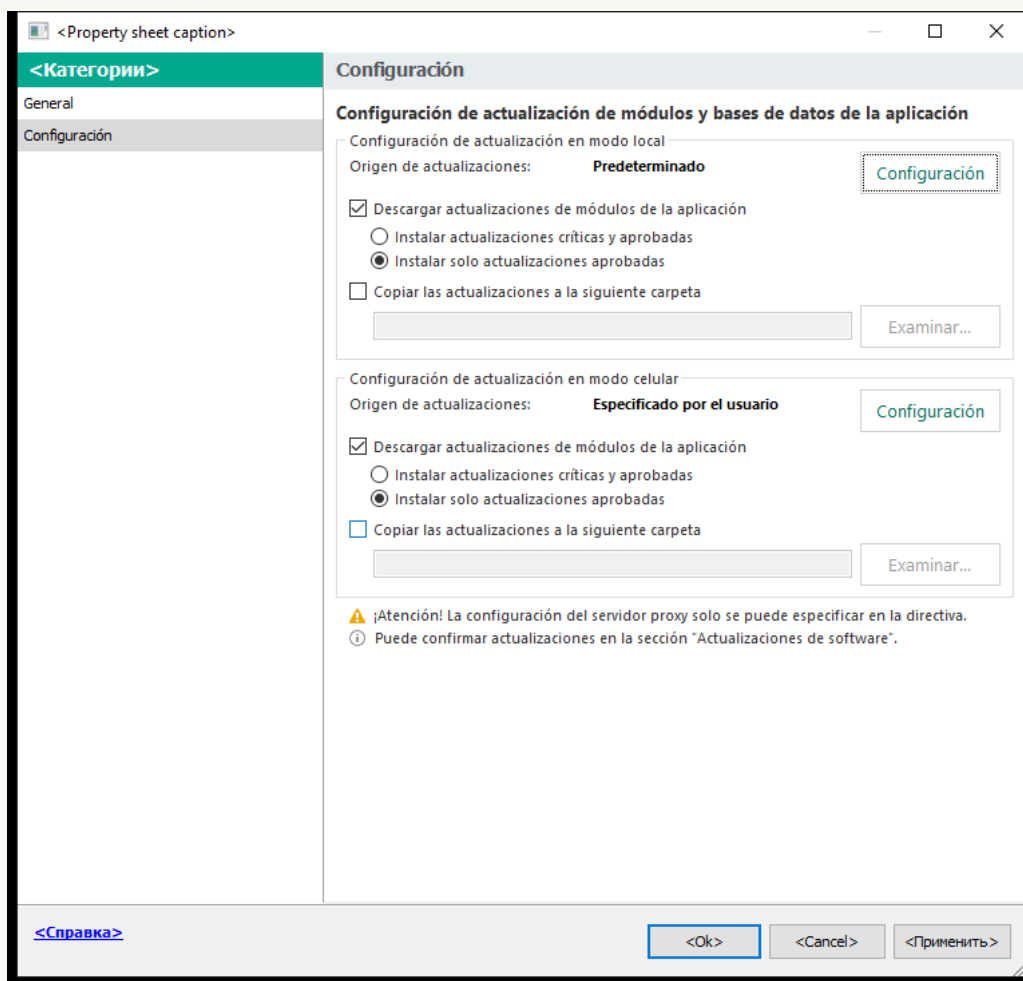 <Property sheet caption>
<Категории>
General
Configuración
Configuración
Configuración de actualización de módulos y bases de datos de la aplicación
Configuración de actualización en modo local
Origen de actualizaciones: Predeterminado
Configuración
Descargar actualizaciones de módulos de la aplicación
Instalar actualizaciones críticas y aprobadas
Instalar solo actualizaciones aprobadas
Copiar las actualizaciones a la siguiente carpeta
Examinar...
Configuración de actualización en modo celular
Origen de actualizaciones: Especificado por el usuario
Configuración
Descargar actualizaciones de módulos de la aplicación
Instalar actualizaciones críticas y aprobadas
Instalar solo actualizaciones aprobadas
Copiar las actualizaciones a la siguiente carpeta
Examinar...
¡Atención! La configuración del servidor proxy solo se puede especificar en la directiva.
Puede confirmar actualizaciones en la sección "Actualizaciones de software".
<Справка>
<Ok> <Cancel> <Применить>